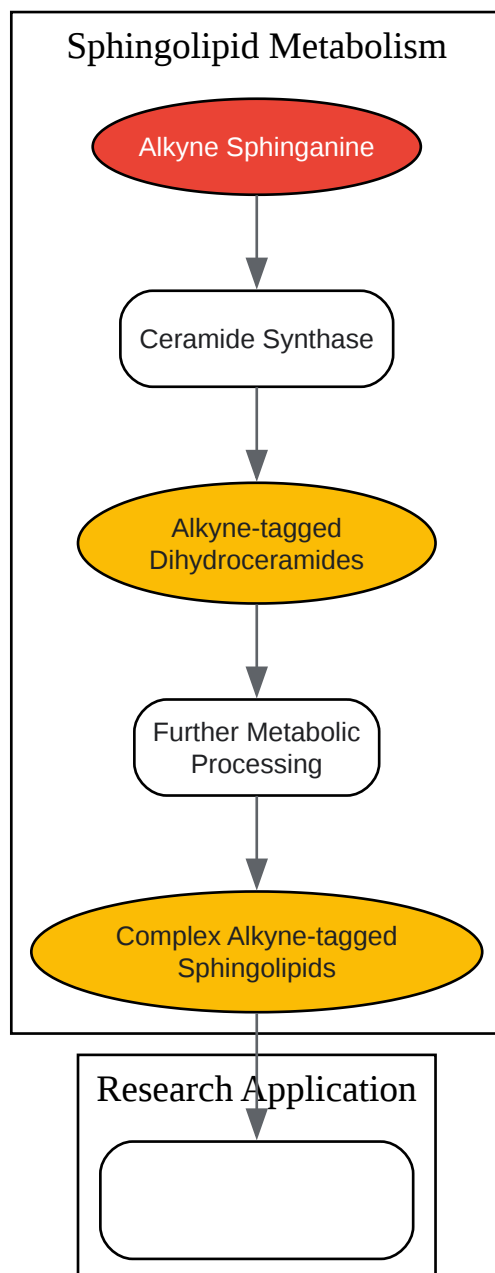 Sphingolipid Metabolism
Alkyne Sphinganine
Ceramide Synthase
Alkyne-tagged
Dihydroceramides
Further Metabolic
Processing
Complex Alkyne-tagged
Sphingolipids
Research Application